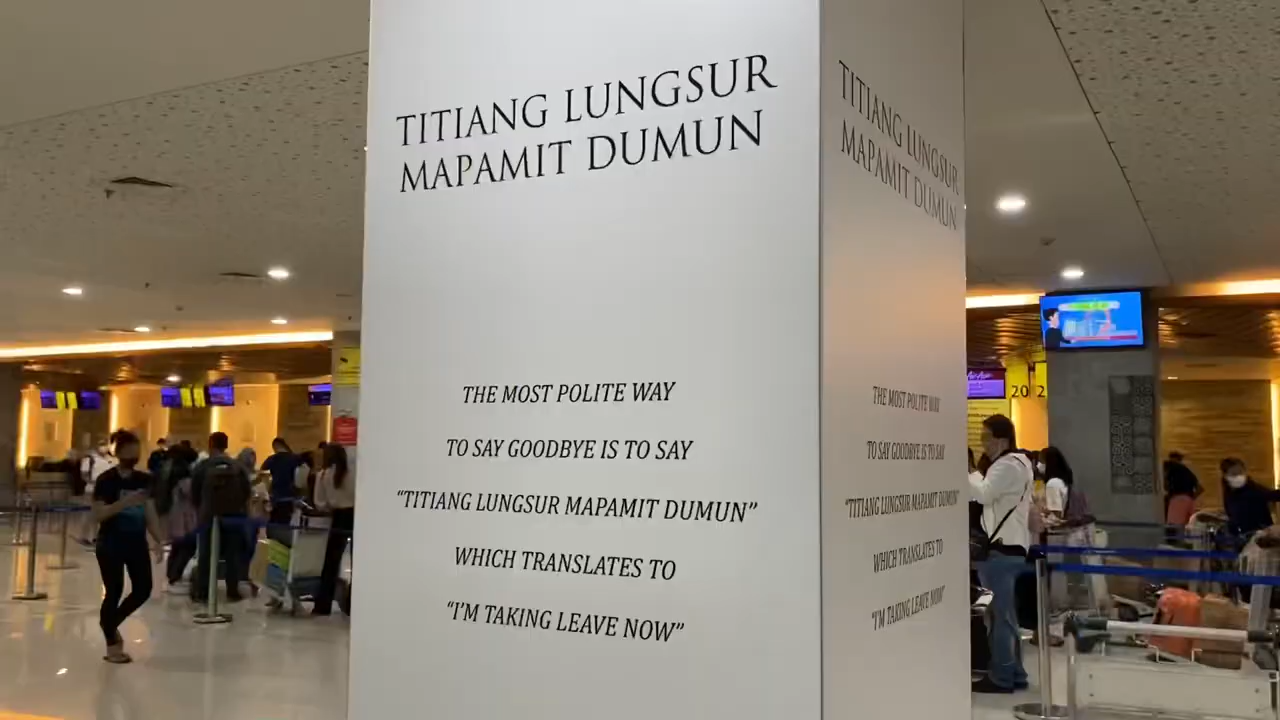 TITIANG LUNGSUR
MAPAMIT DUMUN
THE MOST POLITE WAY
TO SAY GOODBYE IS TO SAY
“TITIANG LUNGSUR MAPAMIT DUMUN”
WHICH TRANSLATES TO
“I'M TAKING LEAVE NOW”
TITIANG LUNGSUR
MAPAMIT DUMUN
THE MOST POLITE WAY
TO SAY GOODBYE IS TO SAY
“TITIANG LUNGSUR MAPAMIT DUMUN”
WHICH TRANSLATES TO
“I'M TAKING LEAVE NOW”
20